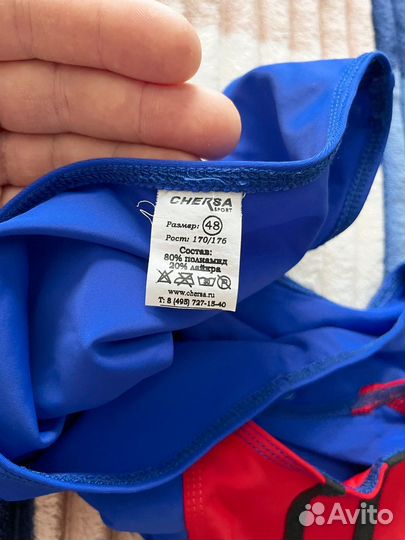 CHERSA
SPORT
Размер: 48
Рост: 170/176
Состав:
80% полиамид
20% лайкра
www.chersa.ru
Т: 8 (495) 727-15-40
Avito